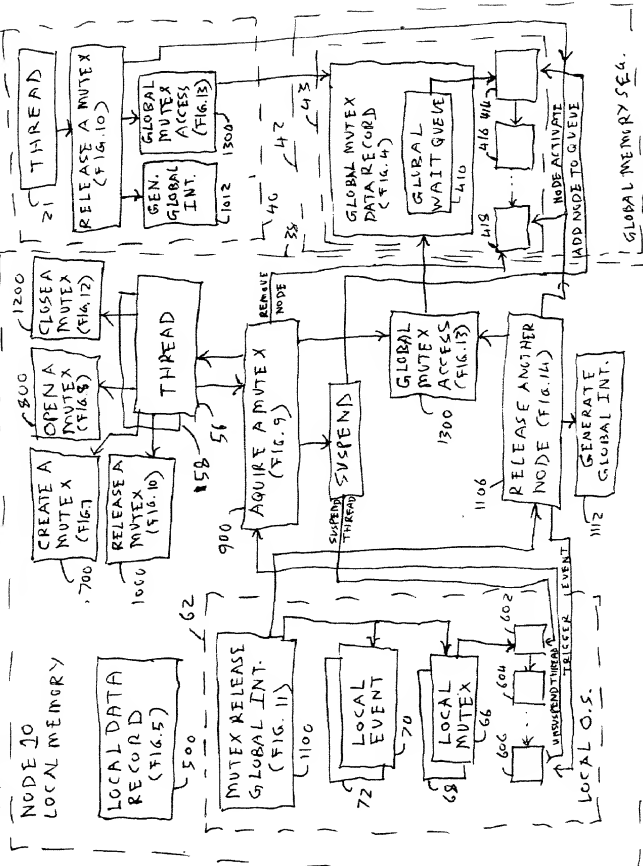 NODE 10
LOCAL MEMORY
LOCAL DATA
RECORD
(FIG.5)
500
62
MUTEX RELEASE
GLOBAL INT.
(FIG. 11)
1100
LOCAL
EVENT
70
72
LOCAL
MUTEX
66
68
602
604
606
...
UNSUSPEND THREAD
TRIGGER EVENT
LOCAL O.S.
CREATE A
MUTEX
(FIG.7
700
OPEN A
MUTEX
(FIG.8)
800
CLOSE A
MUTEX
(FIG.12)
1200
RELEASE A
MUTEX
(FIG.10)
1000
THREAD
58
56
AQUIRE A MUTEX
(FIG.9)
900
REMOVE
NODE
SUSPEND
THREAD
SUSPEND
GLOBAL
MUTEX
ACCESS
(FIG.13)
1300
RELEASE ANOTHER
NODE (FIG.14)
1106
GENERATE
GLOBAL INT.
1112
THREAD
21
RELEASE A MUTEX
(FIG.10)
GLOBAL
MUTEX
ACCESS
(FIG.13)
1300
GEN.
GLOBAL
INT.
1012
46
42
38
43
GLOBAL MUTEX
DATA RECORD
(FIG.4)
GLOBAL
WAIT QUEUE
410
414
416
418
...
NODE ACTIVATE
ADD NODE TO QUEUE
GLOBAL MEMORY SEG.